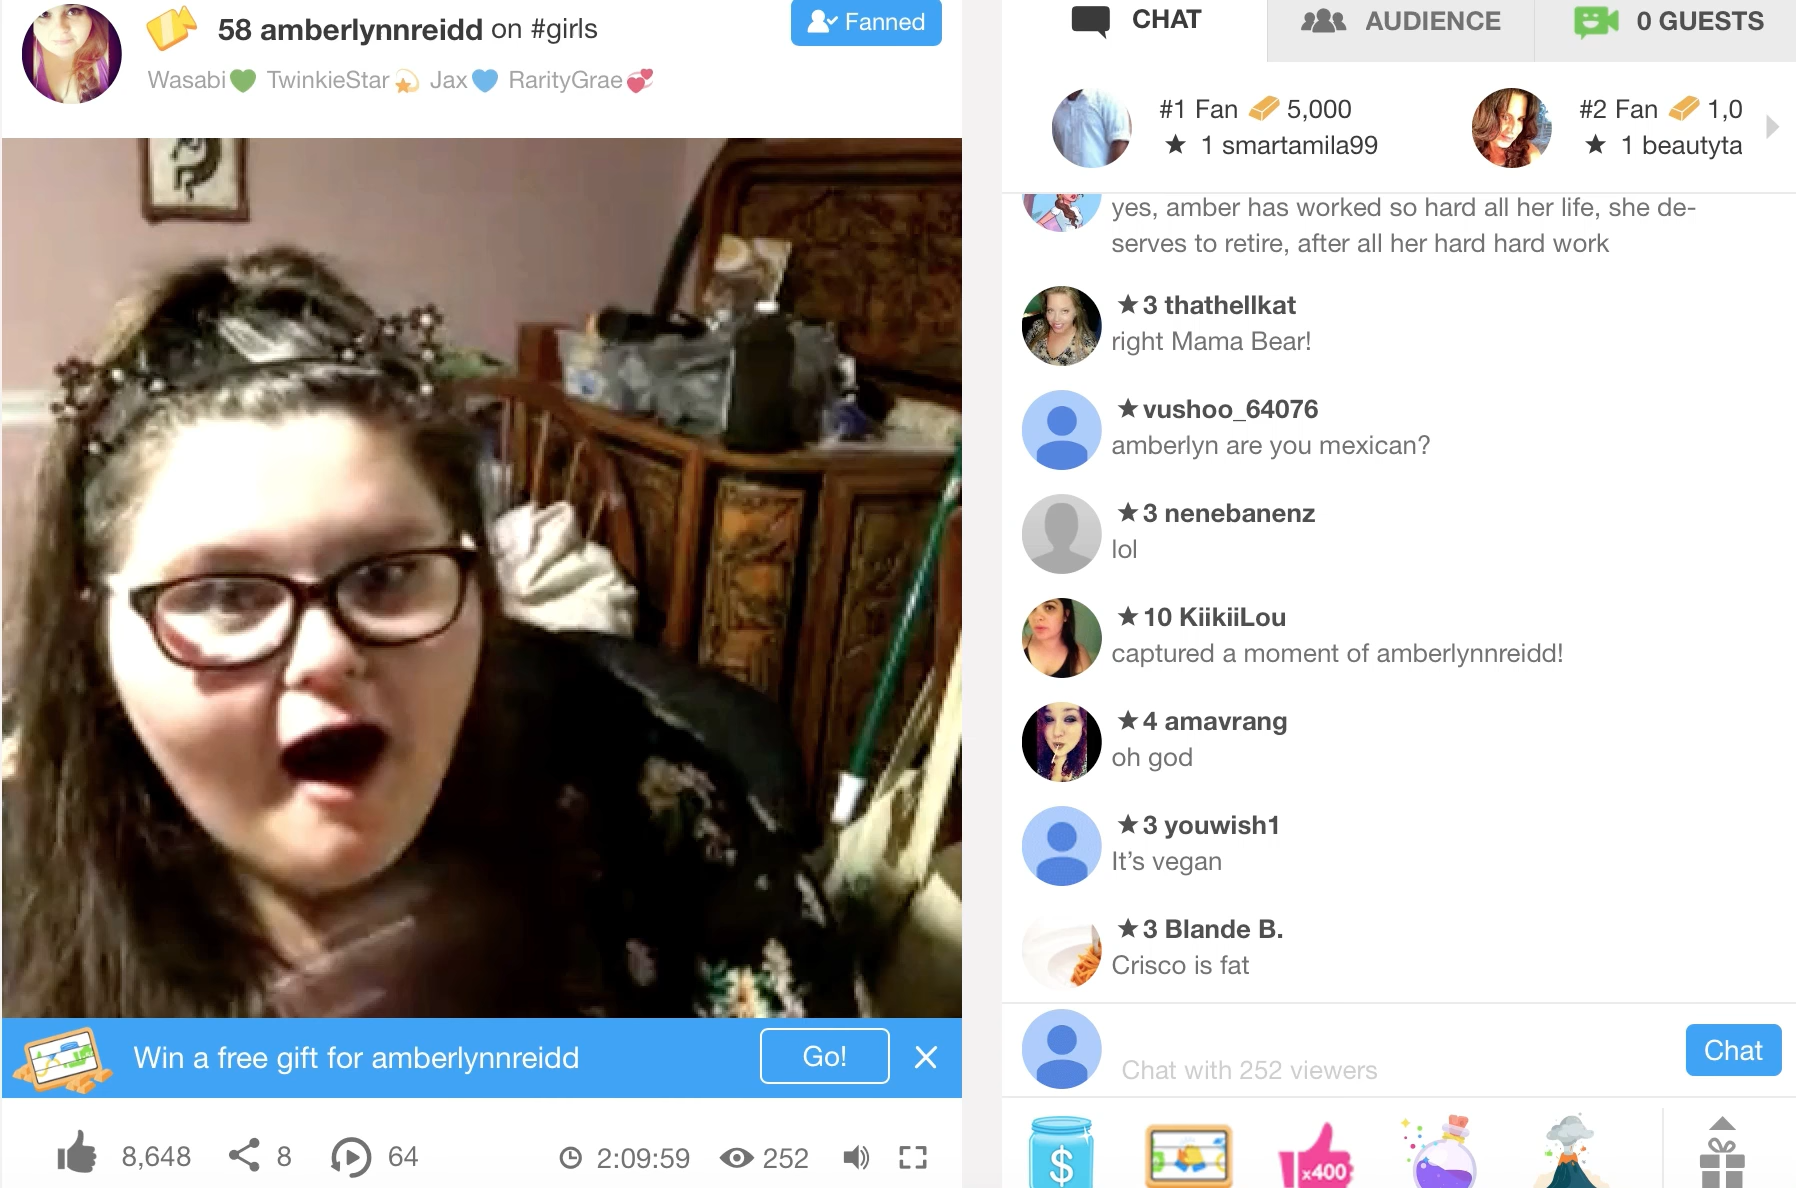 58 amberlynnreidd on #girls
Fanned
Wasabi💚 TwinkieStar💫 Jax💙 RarityGrae💞
Win a free gift for amberlynnreidd
Go!
8,648
8
64
2:09:59
252
CHAT
AUDIENCE
0 GUESTS
#1 Fan 5,000
★ 1 smartamila99
#2 Fan 1,0
★ 1 beautyta
yes, amber has worked so hard all her life, she de-
serves to retire, after all her hard hard work
★3 thathellkat
right Mama Bear!
★vushoo_64076
amberlyn are you mexican?
★3 nenebanenz
lol
★10 KiikiiLou
captured a moment of amberlynnreidd!
★4 amavrang
oh god
★3 youwish1
It's vegan
★3 Blande B.
Crisco is fat
Chat with 252 viewers
Chat
$
x400